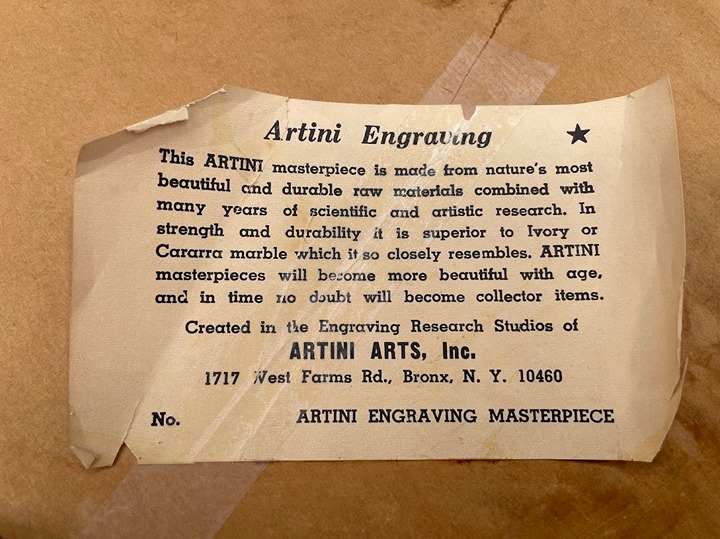 Artini Engraving ★
This ARTINI masterpiece is made from nature's most
beautiful and durable raw materials combined with
many years of scientific and artistic research. In
strength and durability it is superior to Ivory or
Cararra marble which it so closely resembles. ARTINI
masterpieces will become more beautiful with age,
and in time no doubt will become collector items.
Created in the Engraving Research Studios of
ARTINI ARTS, Inc.
1717 West Farms Rd., Bronx, N. Y. 10460
No. ARTINI ENGRAVING MASTERPIECE